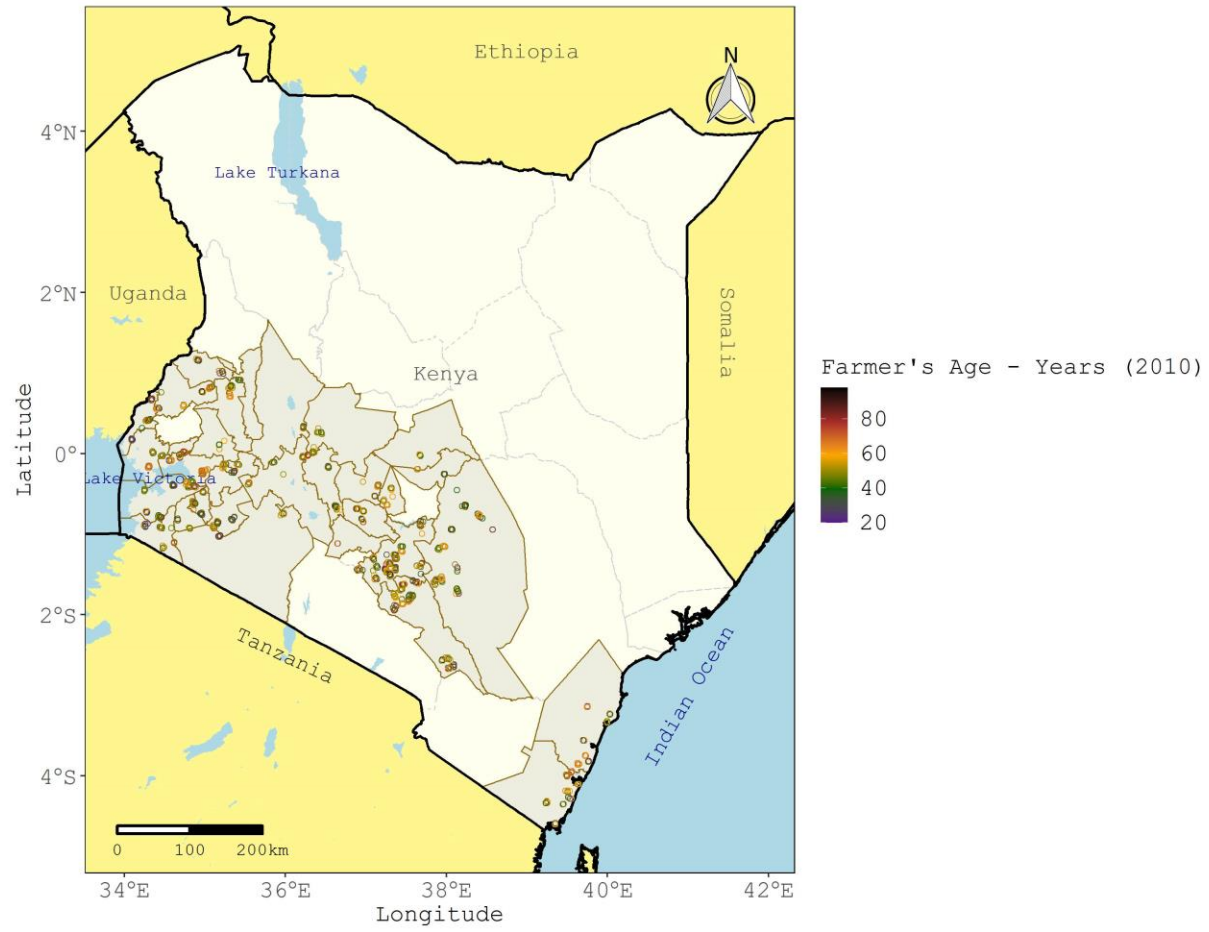 Ethiopia
N
4°N
Lake Turkana
2°N
Uganda
Somalia
Kenya
Farmer's Age - Years (2010)
80
60
40
20
Latitude
0°
Lake Victoria
2°S
Tanzania
Indian Ocean
4°S
0 100 200km
34°E 36°E 38°E 40°E 42°E
Longitude